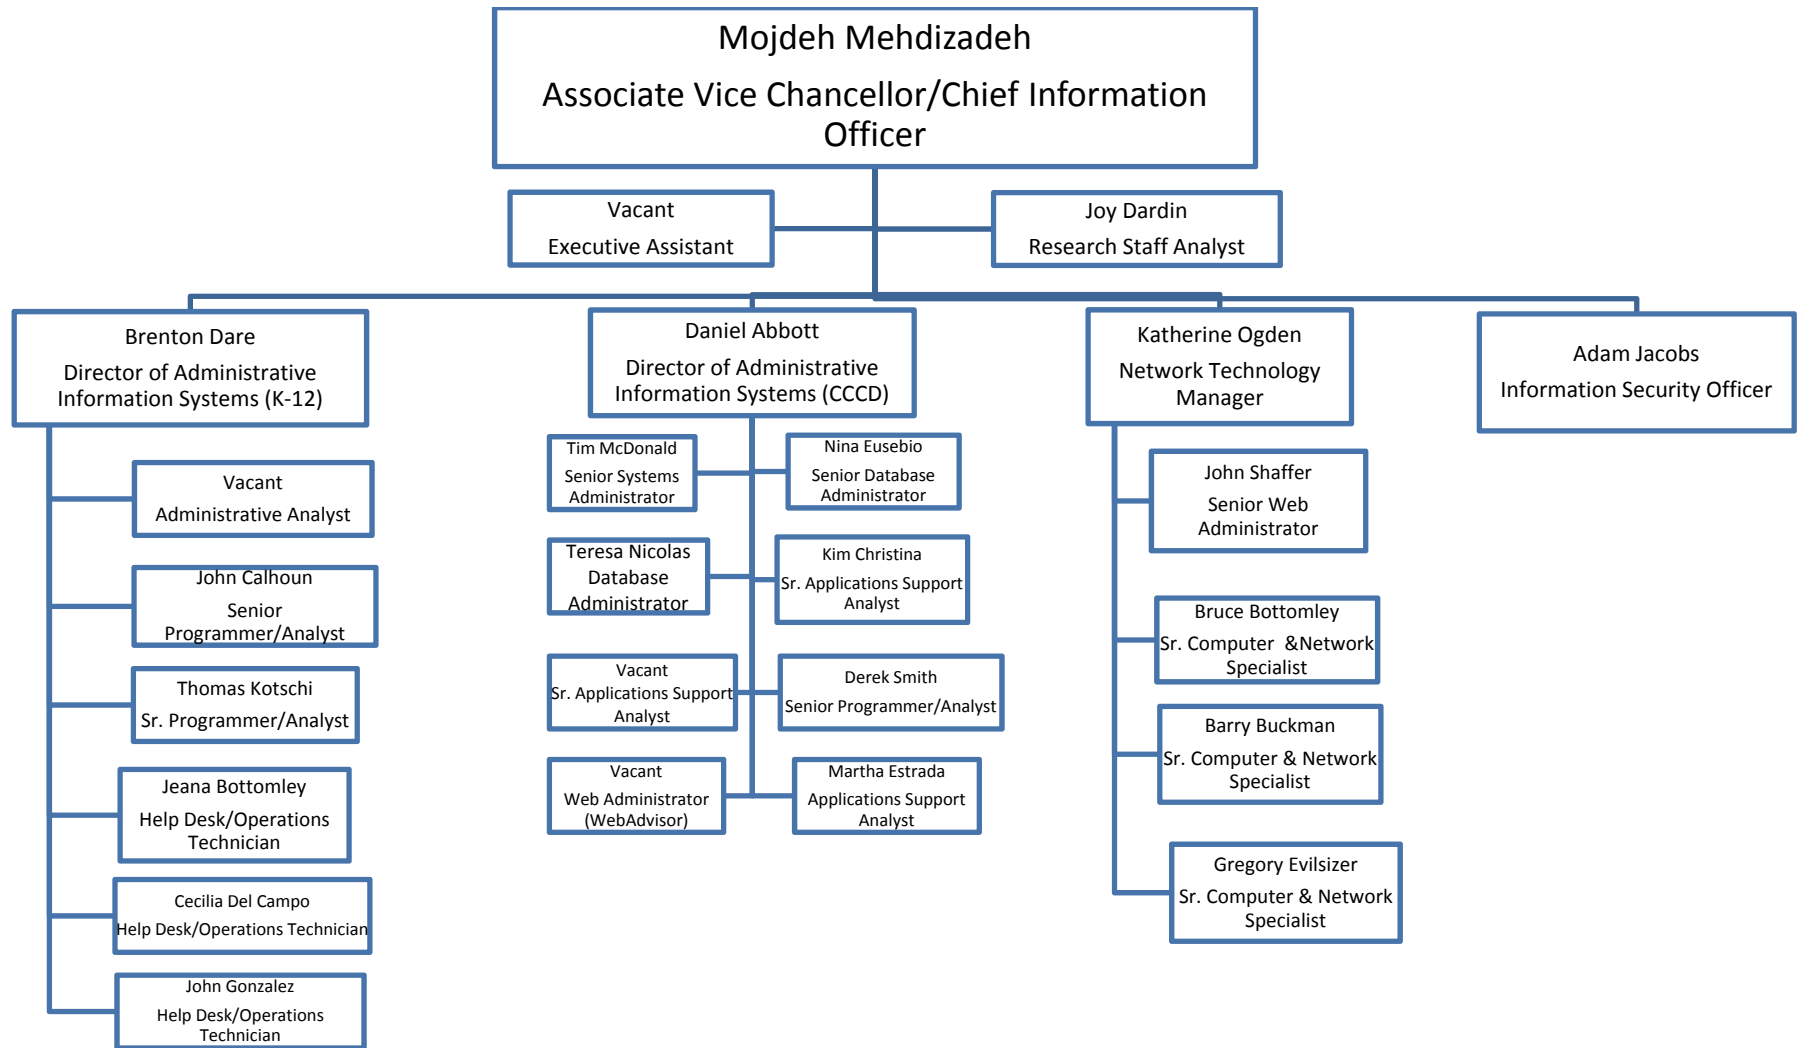 Mojdeh Mehdizadeh
Associate Vice Chancellor/Chief Information
Officer
Vacant
Executive Assistant
Joy Dardin
Research Staff Analyst
Brenton Dare
Director of Administrative
Information Systems (K-12)
Vacant
Administrative Analyst
John Calhoun
Senior
Programmer/Analyst
Thomas Kotschi
Sr. Programmer/Analyst
Jeana Bottomley
Help Desk/Operations
Technician
Cecilia Del Campo
Help Desk/Operations Technician
John Gonzalez
Help Desk/Operations
Technician
Daniel Abbott
Director of Administrative
Information Systems (CCCD)
Tim McDonald
Senior Systems
Administrator
Nina Eusebio
Senior Database
Administrator
Teresa Nicolas
Database
Administrator
Kim Christina
Sr. Applications Support
Analyst
Vacant
Sr. Applications Support
Analyst
Derek Smith
Senior Programmer/Analyst
Vacant
Web Administrator
(WebAdvisor)
Martha Estrada
Applications Support
Analyst
Katherine Ogden
Network Technology
Manager
John Shaffer
Senior Web
Administrator
Bruce Bottomley
Sr. Computer &Network
Specialist
Barry Buckman
Sr. Computer & Network
Specialist
Gregory Evilsizer
Sr. Computer & Network
Specialist
Adam Jacobs
Information Security Officer